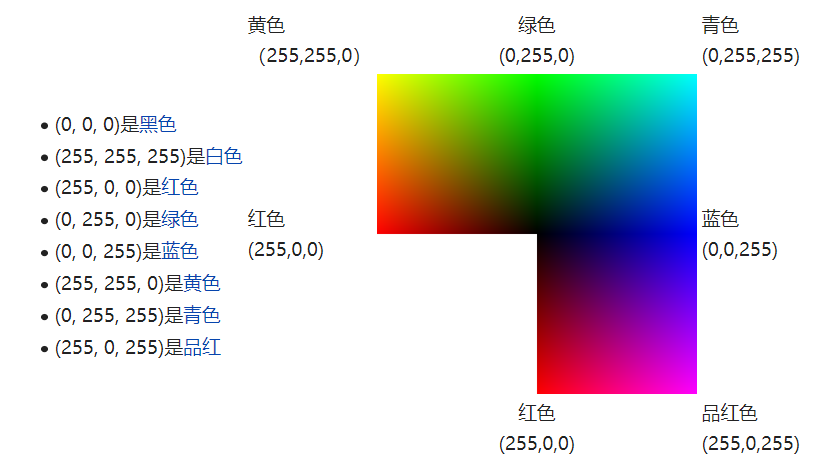 黄色 绿色 青色
（255,255,0） (0,255,0) (0,255,255)
• (0, 0, 0)是黑色
• (255, 255, 255)是白色
• (255, 0, 0)是红色
• (0, 255, 0)是绿色
• (0, 0, 255)是蓝色
• (255, 255, 0)是黄色
• (0, 255, 255)是青色
• (255, 0, 255)是品红
红色 蓝色
(255,0,0) (0,0,255)
红色 品红色
(255,0,0) (255,0,255)